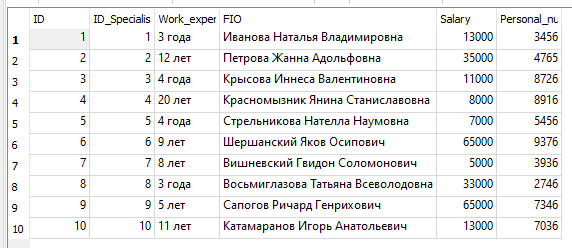 ID ID_Specialis Work_exper FIO Salary Personal_nu
1 1 1 3 года Иванова Наталья Владимировна 13000 3456
2 2 2 12 лет Петрова Жанна Адольфовна 35000 4765
3 3 3 4 года Крысова Иннеса Валентиновна 11000 8726
4 4 4 20 лет Красномызник Янина Станиславовна 8000 8916
5 5 5 4 года Стрельникова Нателла Наумовна 7000 5456
6 6 6 9 лет Шершанский Яков Осипович 65000 9376
7 7 7 8 лет Вишневский Гвидон Соломонович 5000 3936
8 8 8 3 года Восьмиглазова Татьяна Всеволодовна 33000 2746
9 9 9 5 лет Сапогов Ричард Генрихович 65000 7346
10 10 10 11 лет Катамаранов Игорь Анатольевич 13000 7036